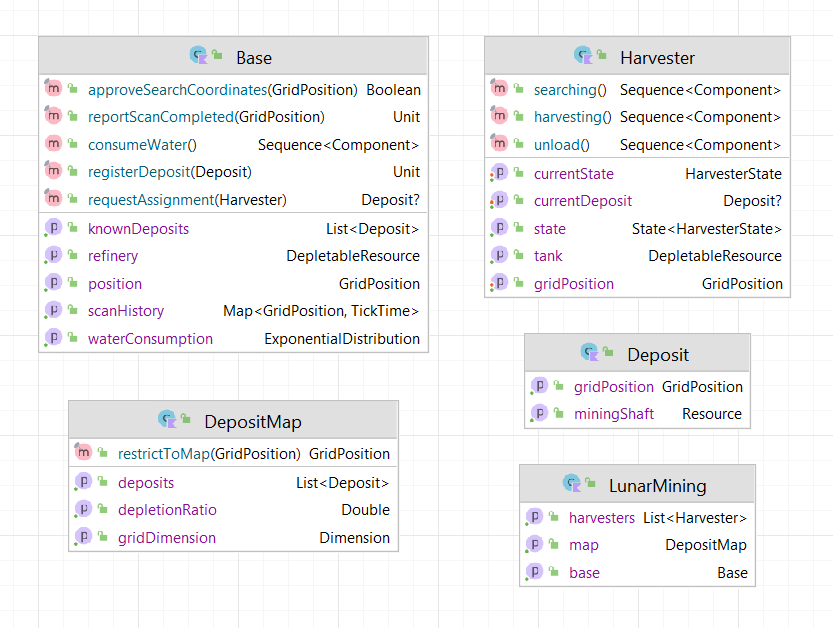 Base
approveSearchCoordinates(GridPosition) Boolean
reportScanCompleted(GridPosition) Unit
consumeWater() Sequence<Component>
registerDeposit(Deposit) Unit
requestAssignment(Harvester) Deposit?
knownDeposits List<Deposit>
refinery DepletableResource
position GridPosition
scanHistory Map<GridPosition, TickTime>
waterConsumption ExponentialDistribution
Harvester
searching() Sequence<Component>
harvesting() Sequence<Component>
unload() Sequence<Component>
currentState HarvesterState
currentDeposit Deposit?
state State<HarvesterState>
tank DepletableResource
gridPosition GridPosition
Deposit
gridPosition GridPosition
miningShaft Resource
DepositMap
restrictToMap(GridPosition) GridPosition
deposits List<Deposit>
depletionRatio Double
gridDimension Dimension
LunarMining
harvesters List<Harvester>
map DepositMap
base Base